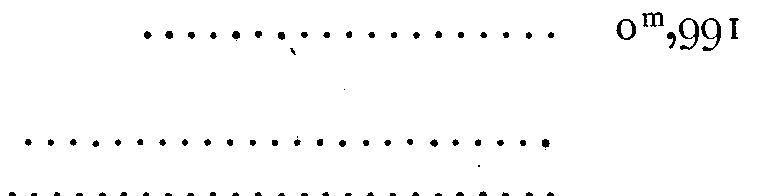 . . . . . . . . . . . . . . . . . . . 0ᵐ,991
. . . . . . . . . . . . . . . . . . . . . . . .
. . . . . . . . . . . . . . . . . . . . . . . . .